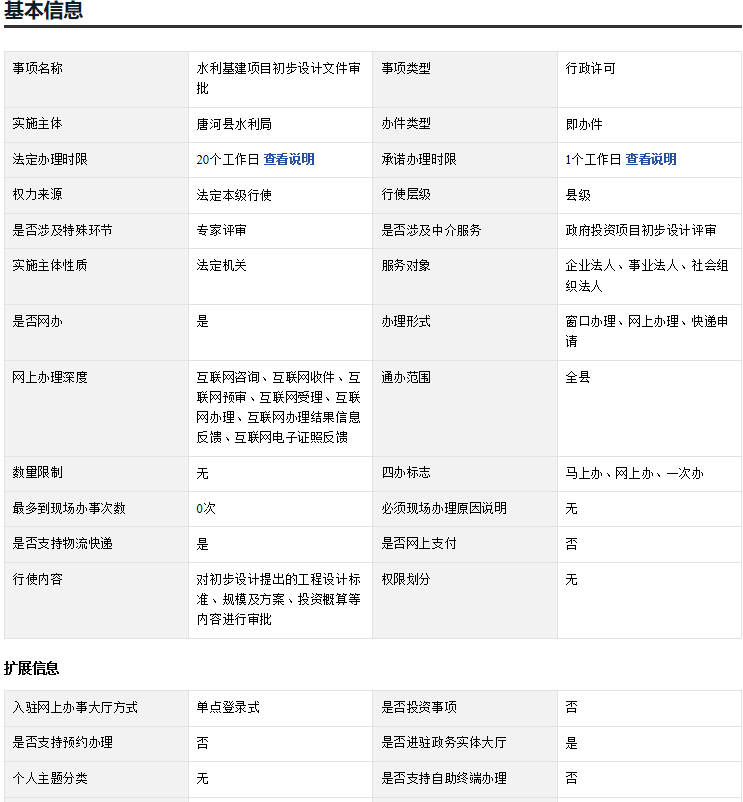 基本信息
事项名称
水利基建项目初步设计文件审
批
事项类型
行政许可
实施主体
唐河县水利局
办件类型
即办件
法定办理时限
20个工作日 查看说明
承诺办理时限
1个工作日 查看说明
权力来源
法定本级行使
行使层级
县级
是否涉及特殊环节
专家评审
是否涉及中介服务
政府投资项目初步设计评审
实施主体性质
法定机关
服务对象
企业法人、事业法人、社会组
织法人
是否网办
是
办理形式
窗口办理、网上办理、快递申
请
网上办理深度
互联网咨询、互联网收件、互
联网预审、互联网受理、互联
网办理、互联网办理结果信息
反馈、互联网电子证照反馈
通办范围
全县
数量限制
无
四办标志
马上办、网上办、一次办
最多到现场办事次数
0次
必须现场办理原因说明
无
是否支持物流快递
是
是否网上支付
否
行使内容
对初步设计提出的工程设计标
准、规模及方案、投资概算等
内容进行审批
权限划分
无
扩展信息
入驻网上办事大厅方式
单点登录式
是否投资事项
否
是否支持预约办理
否
是否进驻政务实体大厅
是
个人主题分类
无
是否支持自助终端办理
否